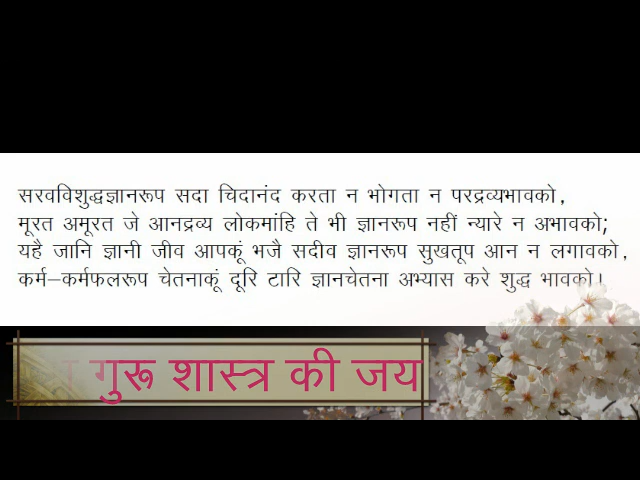 सरवविशुद्धज्ञानरूप सदा चिदानंद करता न भोगता न परद्रव्यभावको,
मूरत अमूरत जे आनद्रव्य लोकमांहि ते भी ज्ञानरूप नहीं न्यारे न अभावको;
यहै जानि ज्ञानी जीव आपकूं भजै सदीव ज्ञानरूप सुखतूप आन न लगावको,
कर्म-कर्मफलरूप चेतनाकूं दूरि टारि ज्ञानचेतना अभ्यास करे शुद्ध भावको।
गुरू शास्त्र की जय